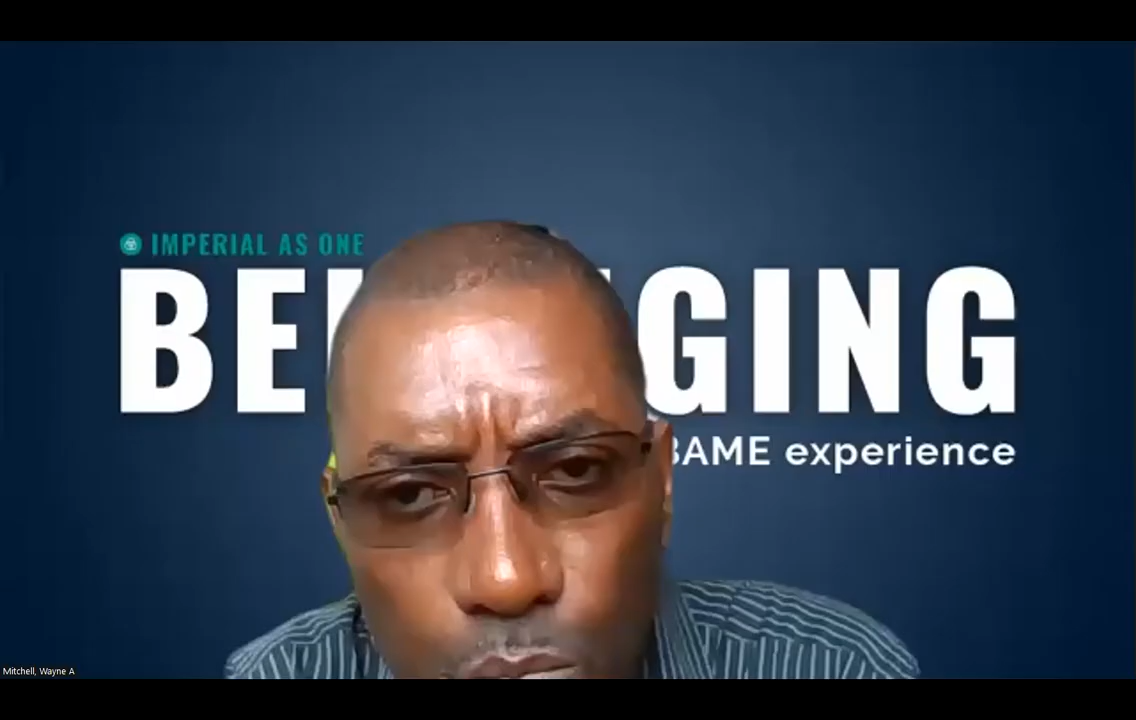 IMPERIAL AS ONE
BE GING
BAME experience
Mitchell, Wayne A